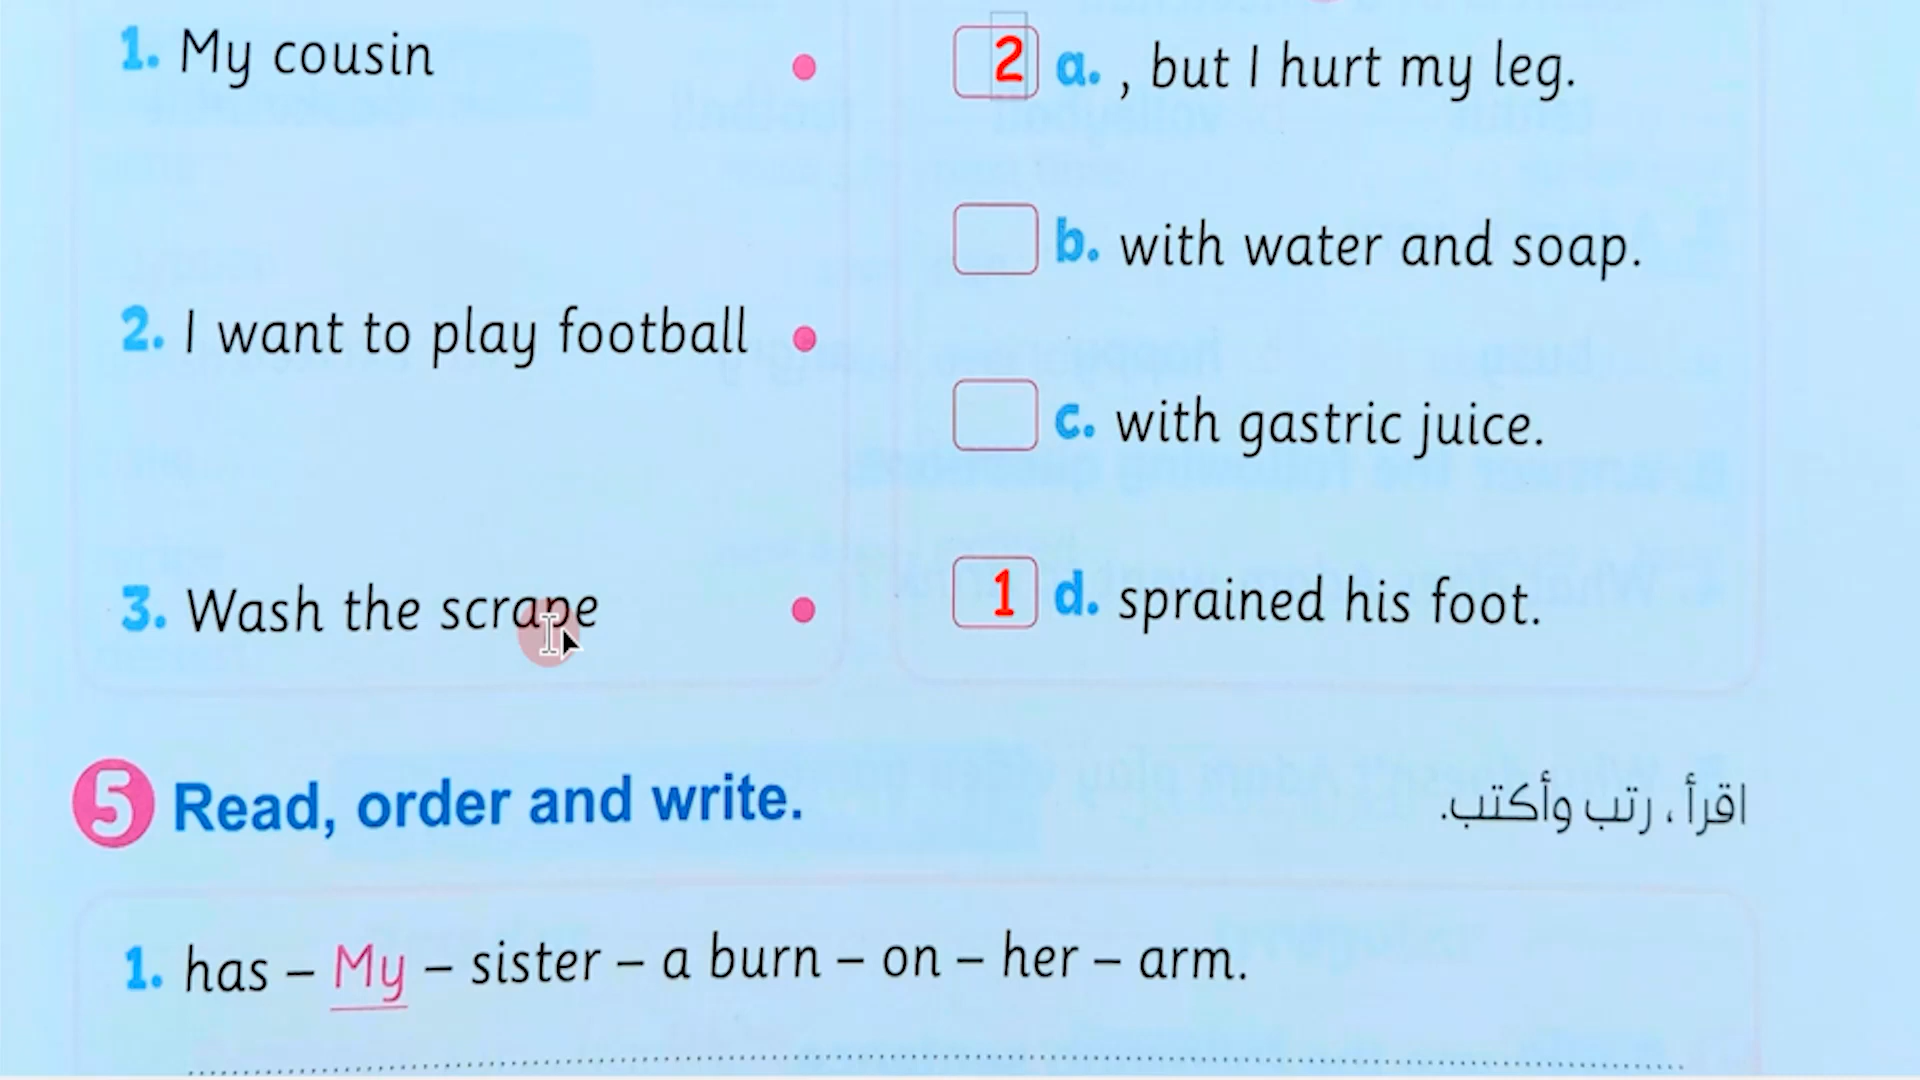 1. My cousin
2 a. , but I hurt my leg.
b. with water and soap.
2. I want to play football
c. with gastric juice.
3. Wash the scrape
1 d. sprained his foot.
5 Read, order and write.
اقرأ ، رتب وأكتب.
1. has – My – sister – a burn – on – her – arm.